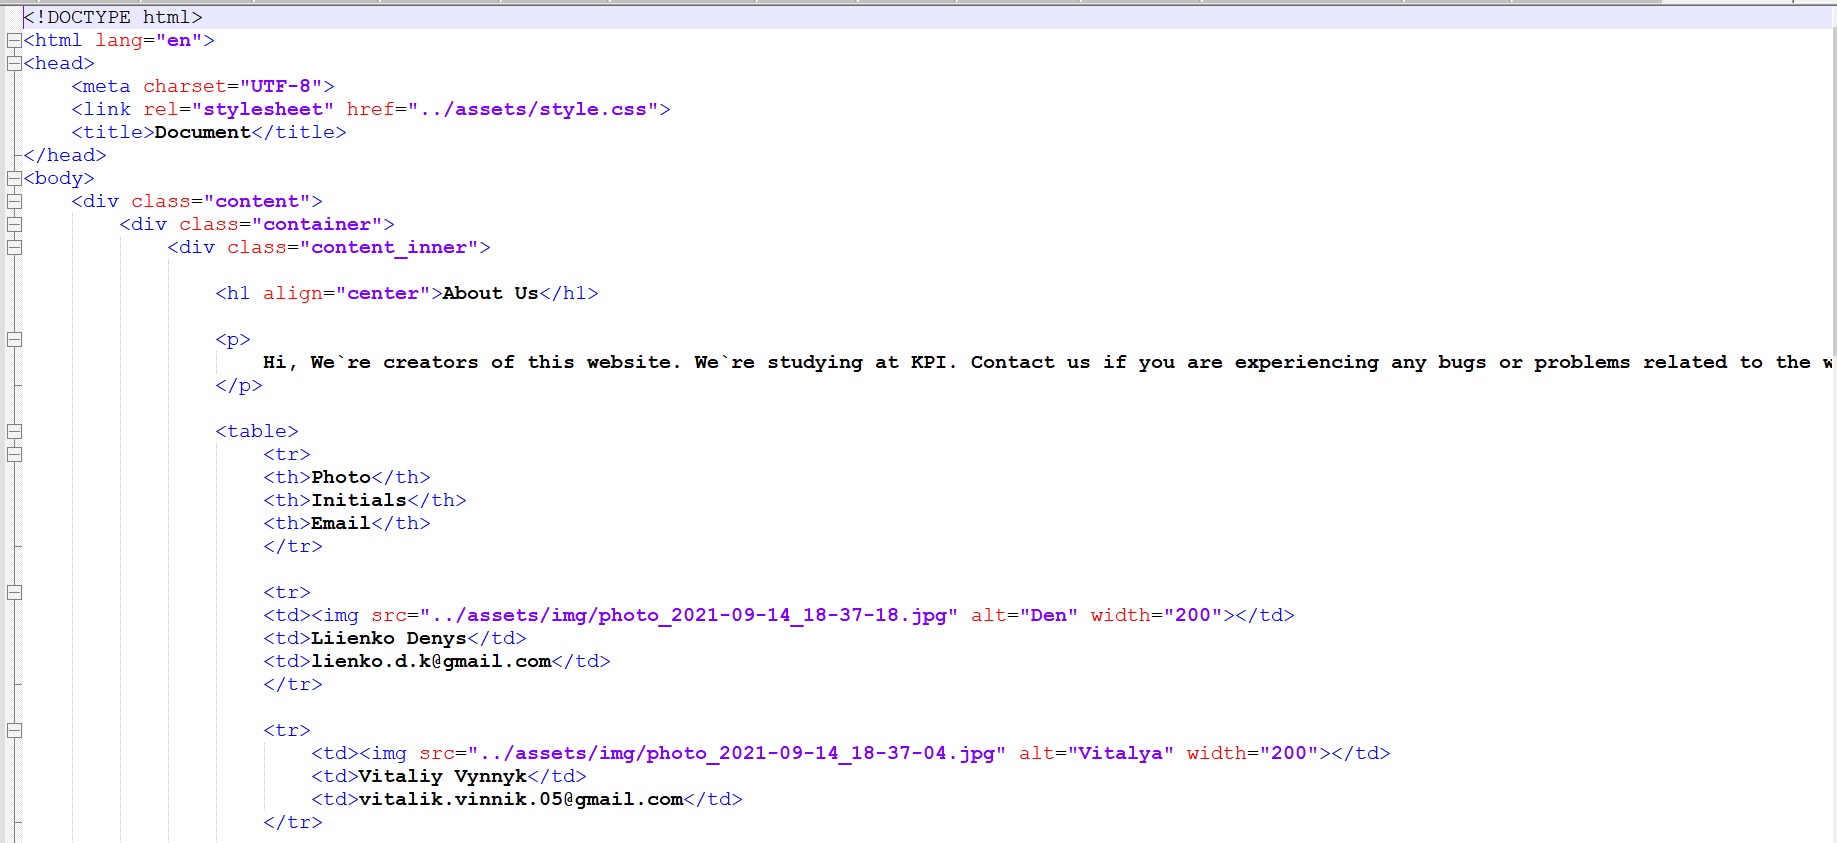 <!DOCTYPE html>
<html lang="en">
<head>
    <meta charset="UTF-8">
    <link rel="stylesheet" href="../assets/style.css">
    <title>Document</title>
</head>
<body>
    <div class="content">
        <div class="container">
            <div class="content_inner">
                <h1 align="center">About Us</h1>
                <p>
                    Hi, We`re creators of this website. We`re studying at KPI. Contact us if you are experiencing any bugs or problems related to the
                </p>
                <table>
                    <tr>
                    <th>Photo</th>
                    <th>Initials</th>
                    <th>Email</th>
                    </tr>
                    <tr>
                    <td><img src="../assets/img/photo_2021-09-14_18-37-18.jpg" alt="Den" width="200"></td>
                    <td>Liienko Denys</td>
                    <td>lienko.d.k@gmail.com</td>
                    </tr>
                    <tr>
                        <td><img src="../assets/img/photo_2021-09-14_18-37-04.jpg" alt="Vitalya" width="200"></td>
                        <td>Vitaliy Vynnyk</td>
                        <td>vitalik.vinnik.05@gmail.com</td>
                    </tr>